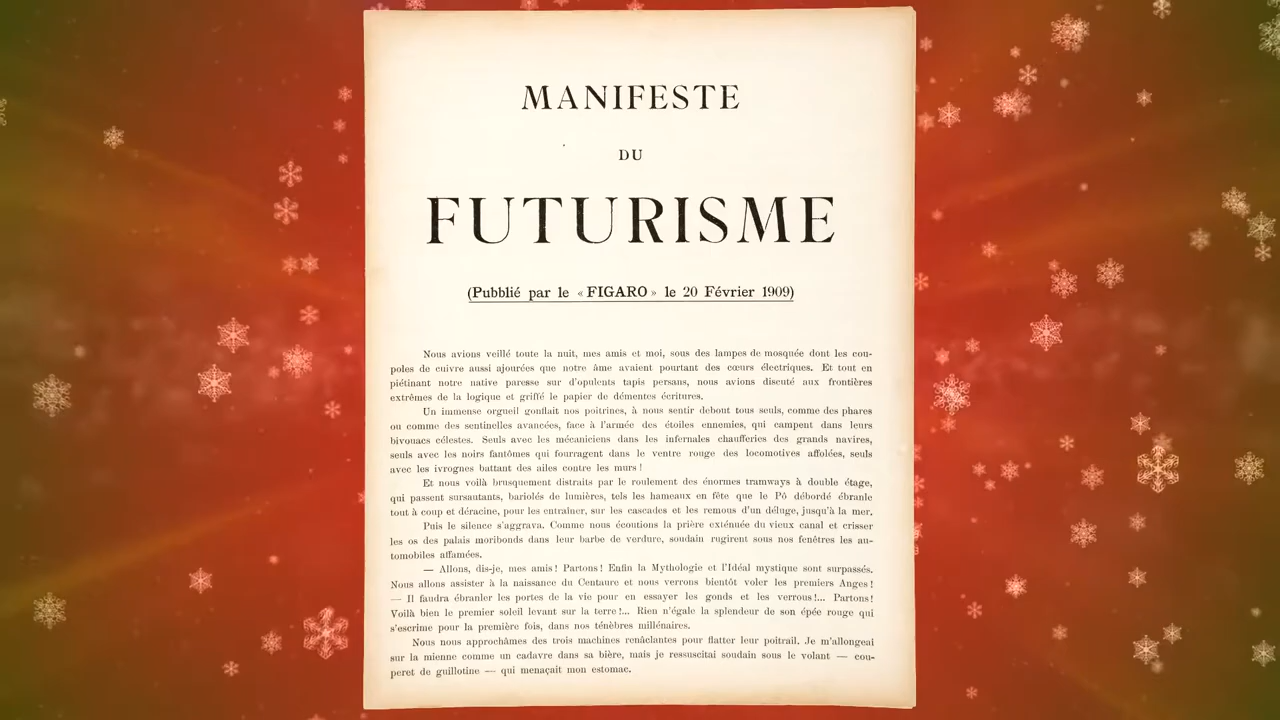 MANIFESTE
DU
FUTURISME
(Pubblié par le « FIGARO » le 20 Février 1909)
Nous avions veillé toute la nuit, mes amis et moi, sous des lampes de mosquée dont les cou-
poles de cuivre aussi ajourées que notre âme avaient pourtant des cœurs électriques. Et tout en
piétinant notre native paresse sur d'opulents tapis persans, nous avions discuté aux frontières
extrêmes de la logique et griffé le papier de démentes écritures.
Un immense orgueil gonflait nos poitrines, à nous sentir debout tous seuls, comme des phares
ou comme des sentinelles avancées, face à l'armée des étoiles ennemies, qui campent dans leurs
bivouacs célestes. Seuls avec les mécaniciens dans les infernales chaufferies des grands navires,
seuls avec les noirs fantômes qui fourragent dans le ventre rouge des locomotives affolées, seuls
avec les ivrognes battant des ailes contre les murs !
Et nous voilà brusquement distraits par le roulement des énormes tramways à double étage,
qui passent sursautants, bariolés de lumières, tels les hameaux en fête que le Pô débordé ébranle
tout à coup et déracine, pour les entraîner, sur les cascades et les remous d'un déluge, jusqu'à la mer.
Puis le silence s'aggrava. Comme nous écoutions la prière exténuée du vieux canal et crisser
les os des palais moribonds dans leur barbe de verdure, soudain rugirent sous nos fenêtres les au-
tomobiles affamées.
— Allons, dis-je, mes amis ! Partons ! Enfin la Mythologie et l'Idéal mystique sont surpassés.
Nous allons assister à la naissance du Centaure et nous verrons bientôt voler les premiers Anges !
— Il faudra ébranler les portes de la vie pour en essayer les gonds et les verrous !... Partons !
Voilà bien le premier soleil levant sur la terre !... Rien n'égale la splendeur de son épée rouge qui
s'escrime pour la première fois, dans nos ténèbres millénaires.
Nous nous approchâmes des trois machines renâclantes pour flatter leur poitrail. Je m'allongeai
sur la mienne comme un cadavre dans sa bière, mais je ressuscitai soudain sous le volant — cou-
peret de guillotine — qui menaçait mon estomac.